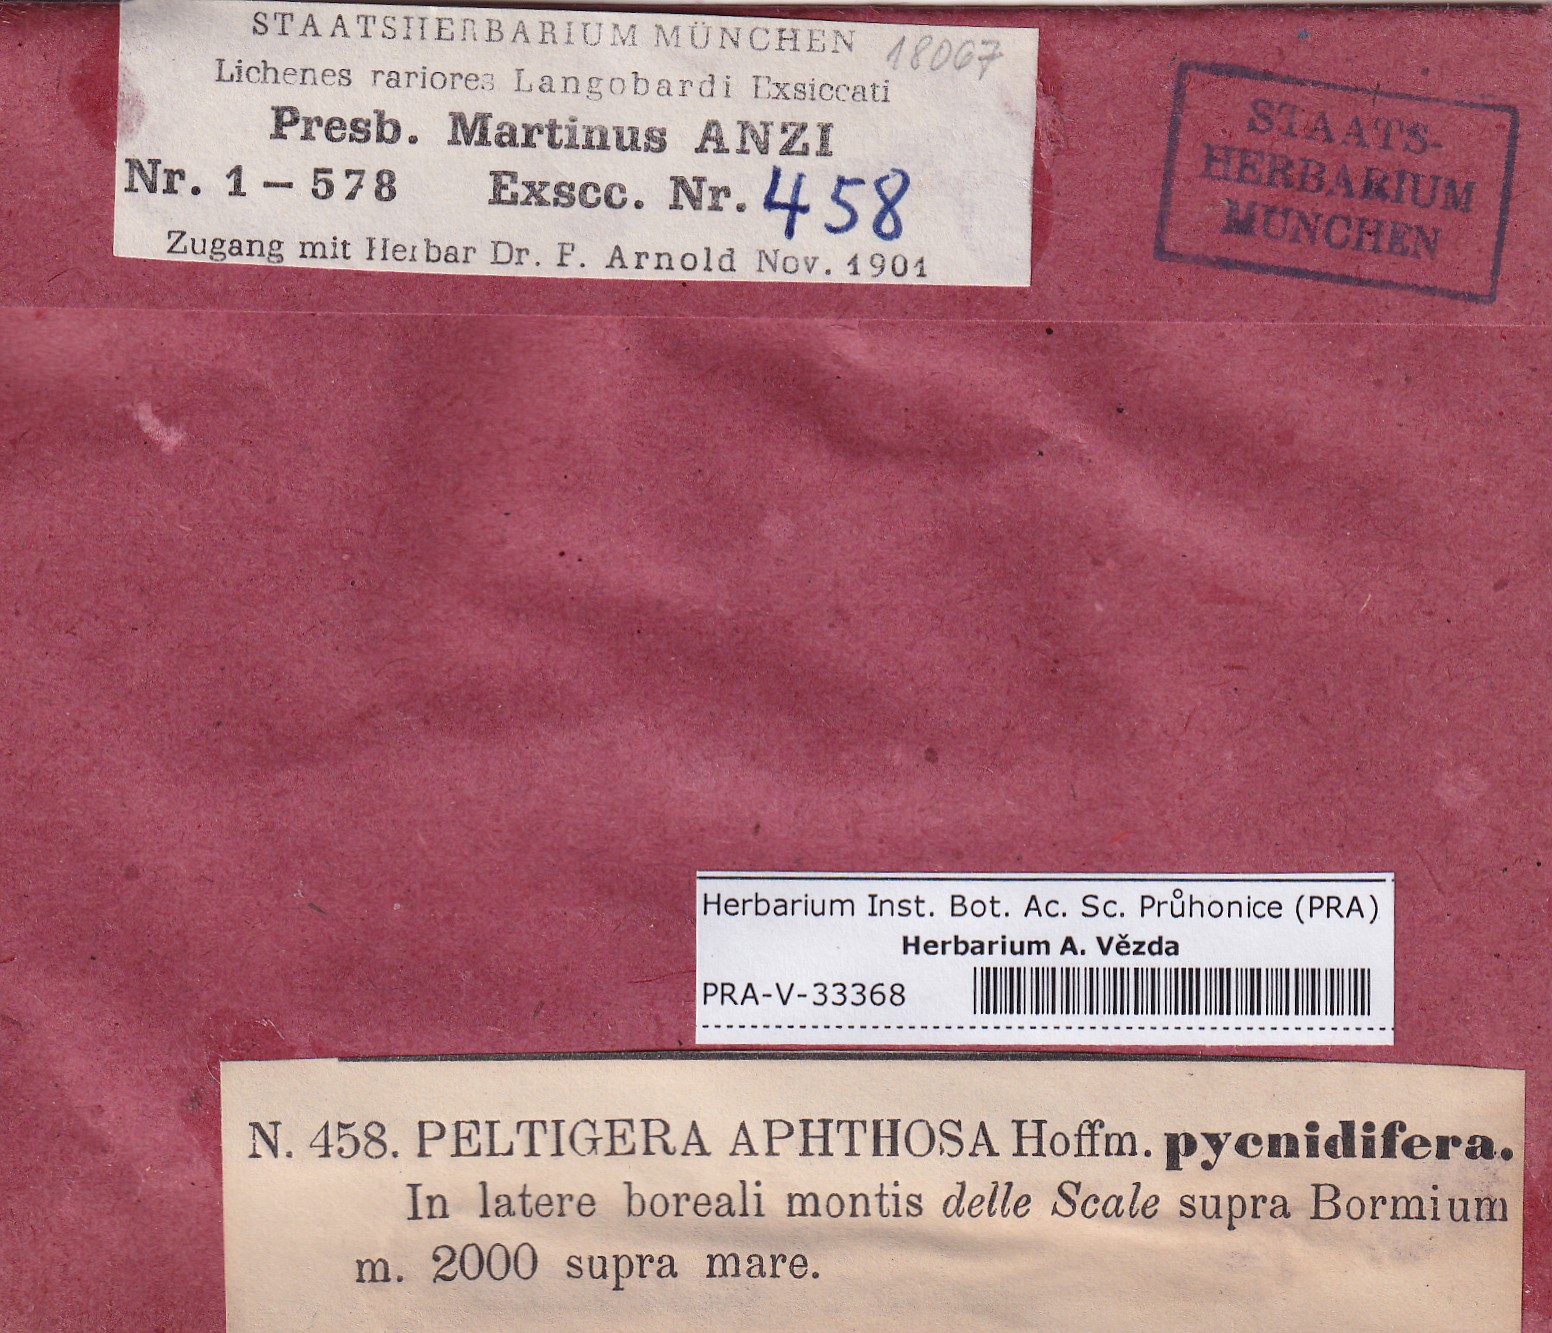 STAATSHERBARIUM MÜNCHEN 18067
Lichenes rariores Langobardi Exsiccati
Presb. Martinus ANZI
Nr. 1 – 578 Exscc. Nr. 458
Zugang mit Herbar Dr. F. Arnold Nov. 1901
STAATS-
HERBARIUM
MÜNCHEN
Herbarium Inst. Bot. Ac. Sc. Průhonice (PRA)
Herbarium A. Vězda
PRA-V-33368
N. 458. PELTIGERA APHTHOSA Hoffm. pycnidifera.
In latere boreali montis delle Scale supra Bormium
m. 2000 supra mare.